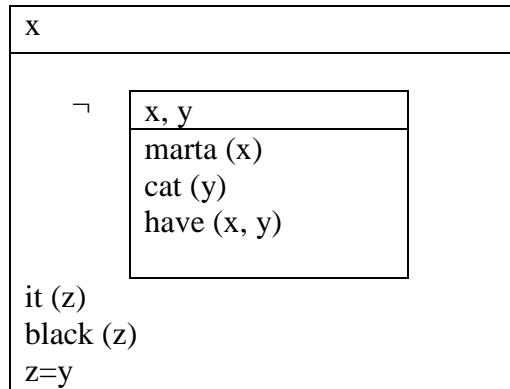 x
¬ x, y
marta (x)
cat (y)
have (x, y)
it (z)
black (z)
z=y